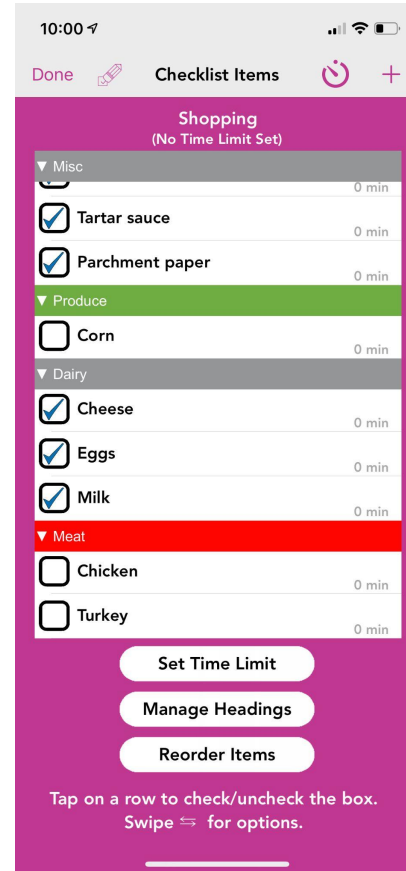 10:00
Done Checklist Items +
Shopping
(No Time Limit Set)
▼ Misc
0 min
Tartar sauce
0 min
Parchment paper
0 min
▼ Produce
Corn
0 min
▼ Dairy
Cheese
0 min
Eggs
0 min
Milk
0 min
▼ Meat
Chicken
0 min
Turkey
0 min
Set Time Limit
Manage Headings
Reorder Items
Tap on a row to check/uncheck the box.
Swipe ⇆ for options.